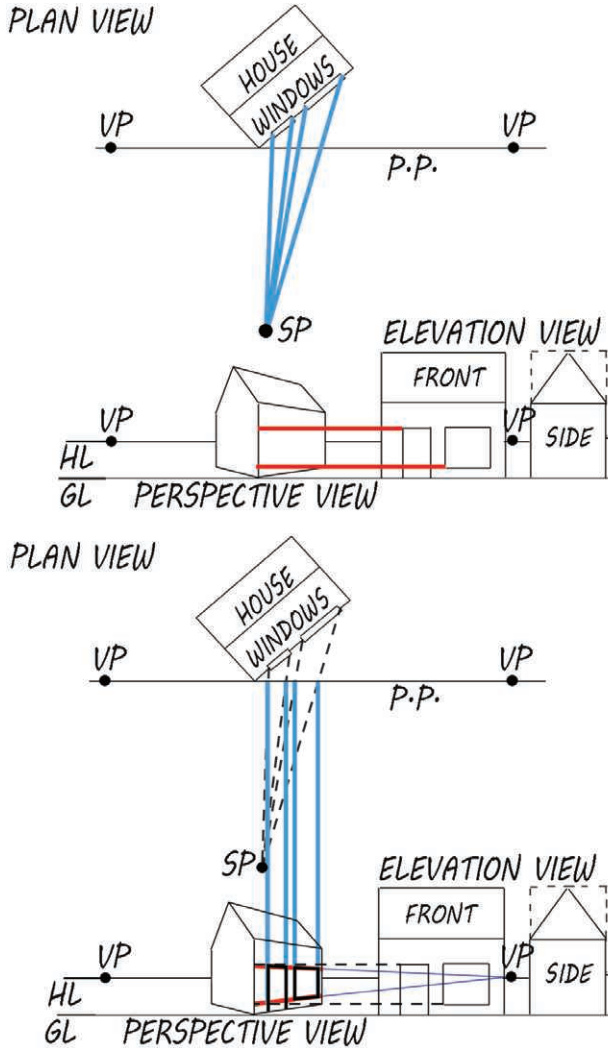 PLAN VIEW
HOUSE
WINDOWS
VP
VP
P.P.
SP
ELEVATION VIEW
FRONT
VP
VP
SIDE
HL
GL
PERSPECTIVE VIEW
PLAN VIEW
HOUSE
WINDOWS
VP
VP
P.P.
SP
ELEVATION VIEW
FRONT
VP
VP
SIDE
HL
GL
PERSPECTIVE VIEW